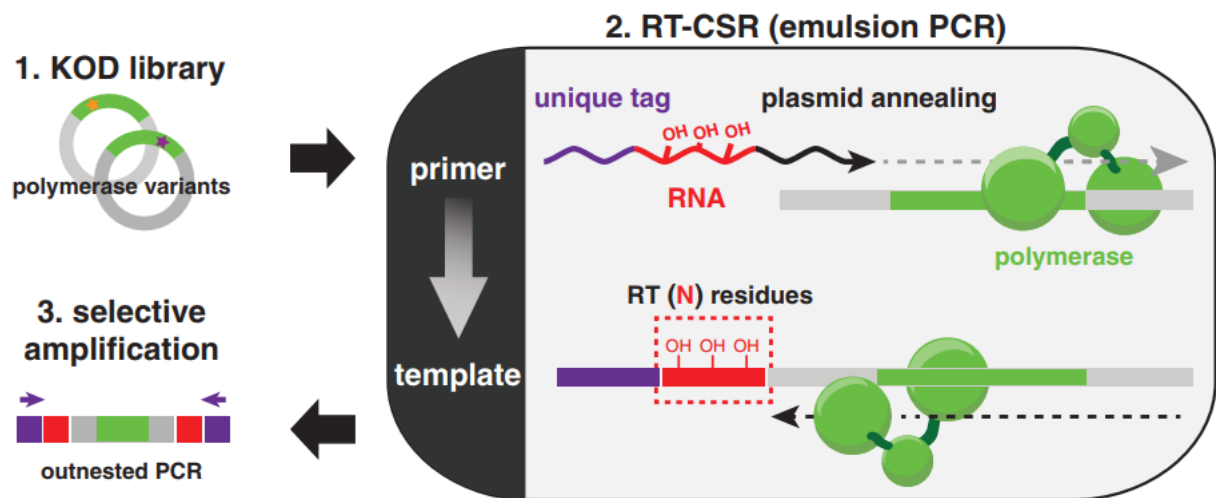 1. KOD library
polymerase variants
2. RT-CSR (emulsion PCR)
unique tag
plasmid annealing
OH OH OH
primer
RNA
polymerase
RT (N) residues
OH OH OH
template
3. selective
amplification
outnested PCR